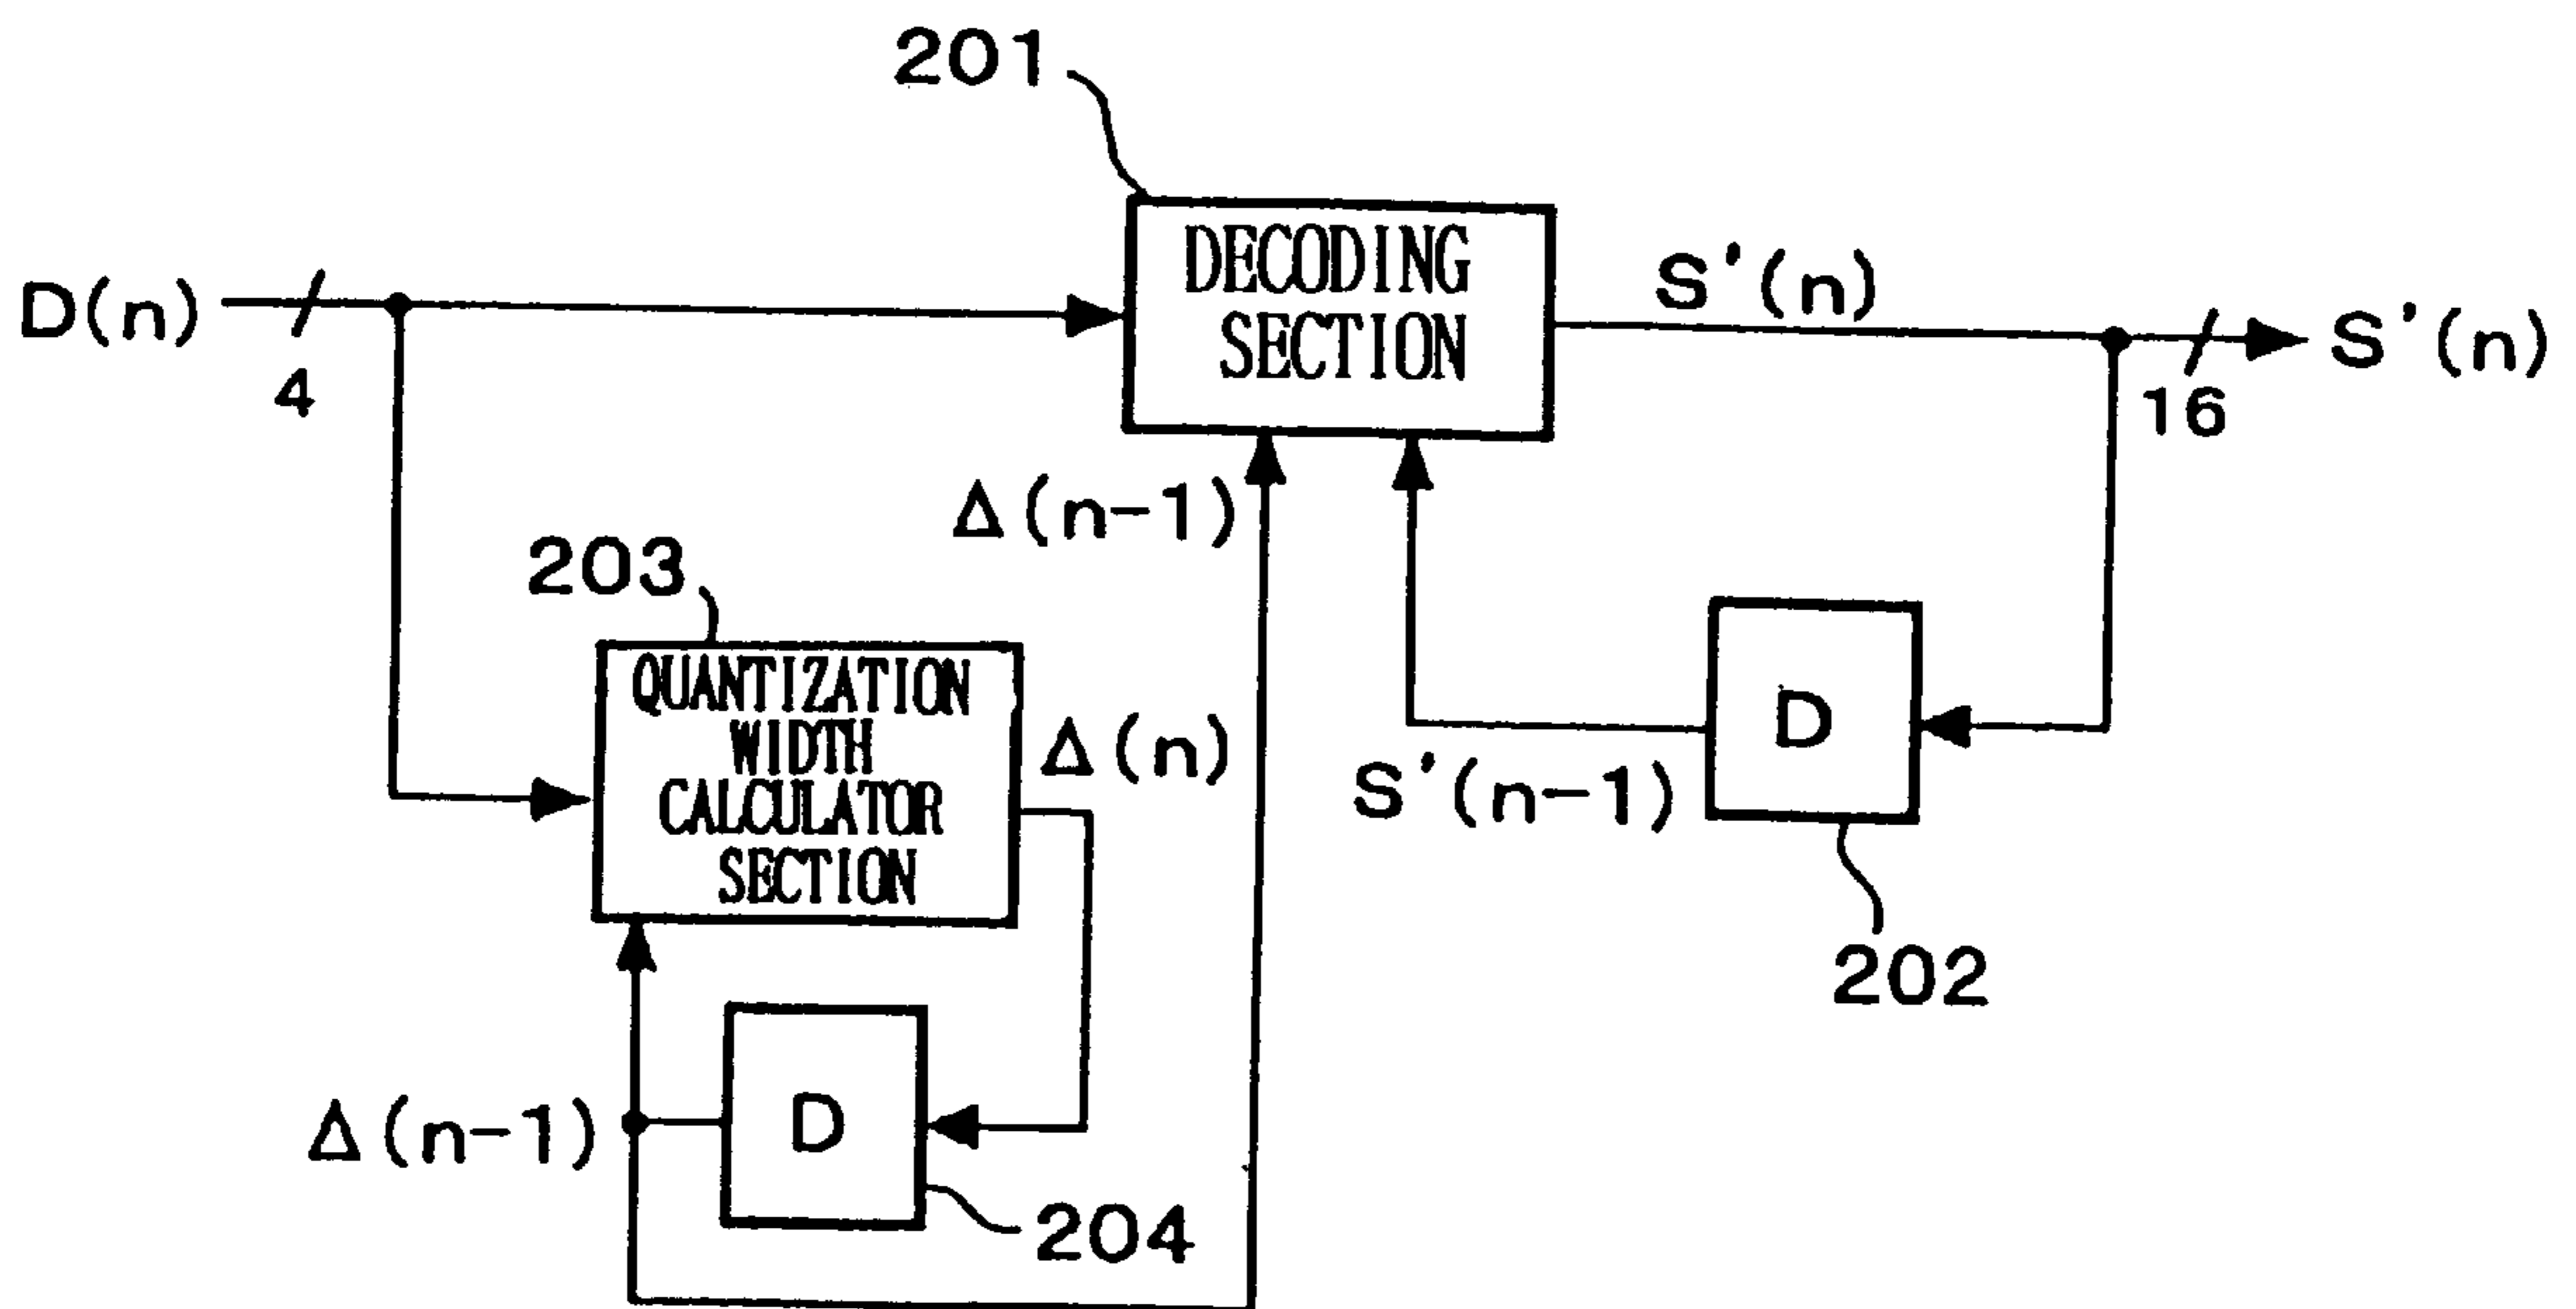 201
DECODING
SECTION
D(n)
4
S'(n)
S'(n)
16
Δ(n-1)
203
QUANTIZATION
WIDTH
CALCULATOR
SECTION
Δ(n)
D
S'(n-1)
202
Δ(n-1)
D
204